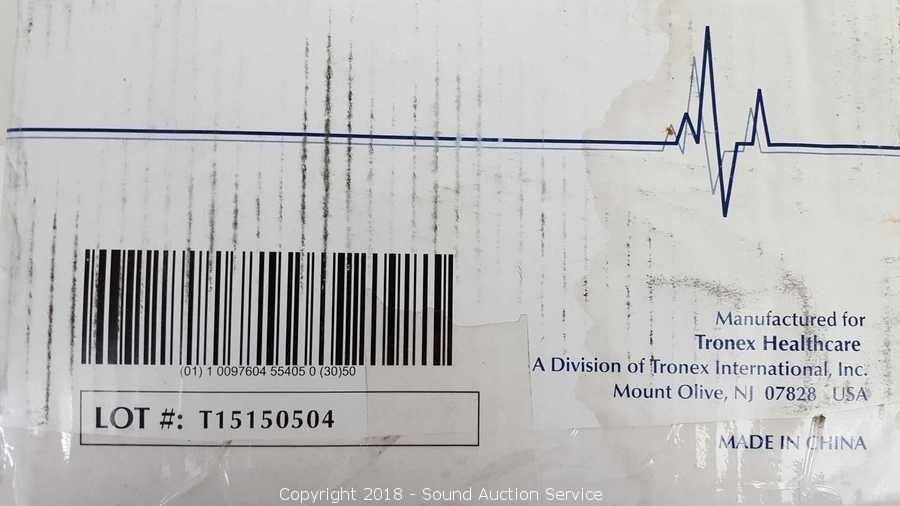 (01) 1 0097604 55405 0 (30)50
LOT #: T15150504
Manufactured for
Tronex Healthcare
A Division of Tronex International, Inc.
Mount Olive, NJ 07828 USA
MADE IN CHINA
Copyright 2018 - Sound Auction Service